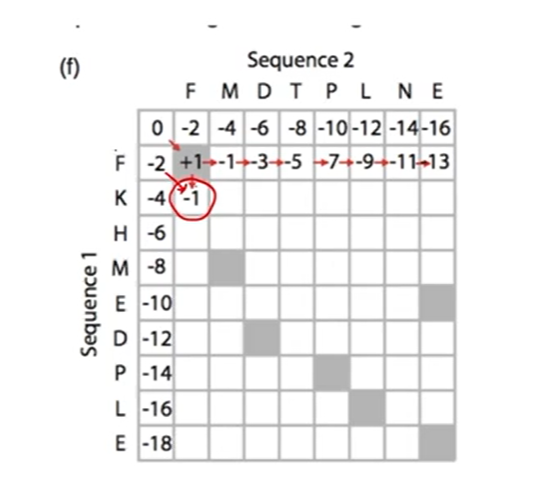 (f)
Sequence 2
F M D T P L N E
0 -2 -4 -6 -8 -10 -12 -14 -16
F -2 +1 -1 -3 -5 -7 -9 -11 -13
K -4 -1
H -6
M -8
E -10
D -12
P -14
L -16
E -18
Sequence 1